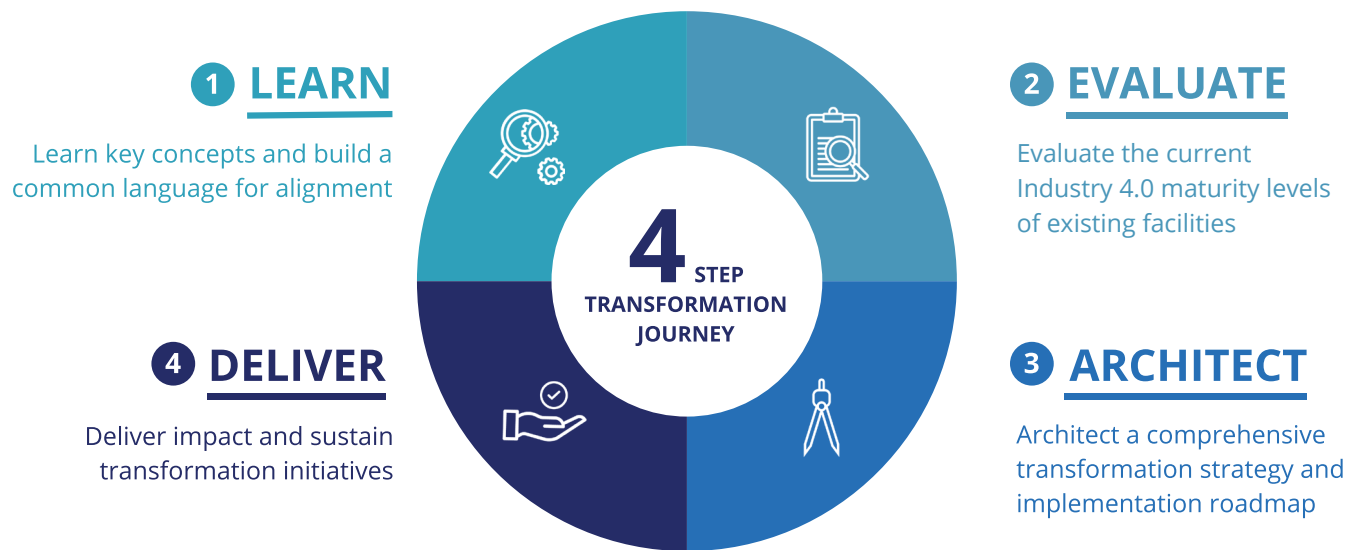 1 LEARN
Learn key concepts and build a
common language for alignment
2 EVALUATE
Evaluate the current
Industry 4.0 maturity levels
of existing facilities
4 STEP
TRANSFORMATION
JOURNEY
3 ARCHITECT
Architect a comprehensive
transformation strategy and
implementation roadmap
4 DELIVER
Deliver impact and sustain
transformation initiatives